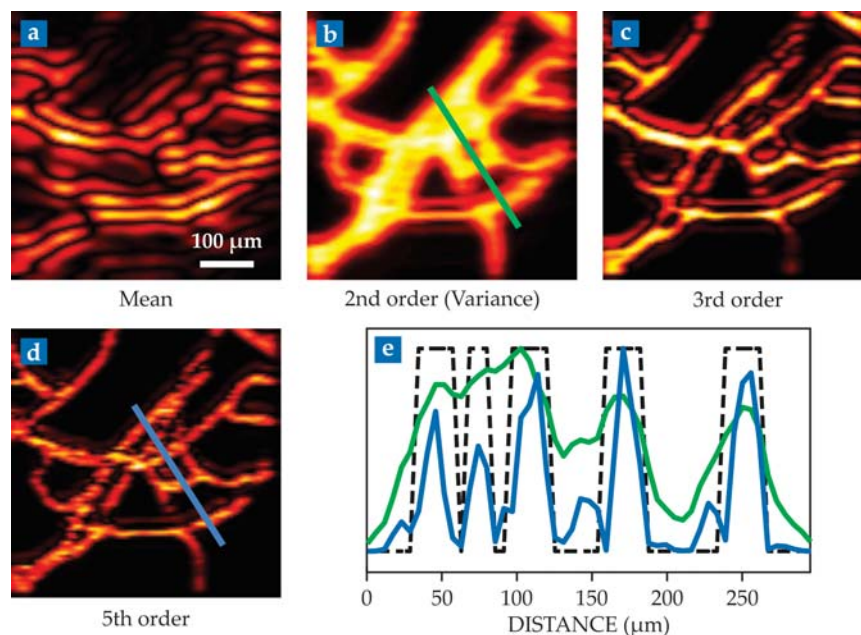 a
b
c
100 µm
Mean
2nd order (Variance)
3rd order
d
e
5th order
0
50
100
150
200
250
DISTANCE (µm)